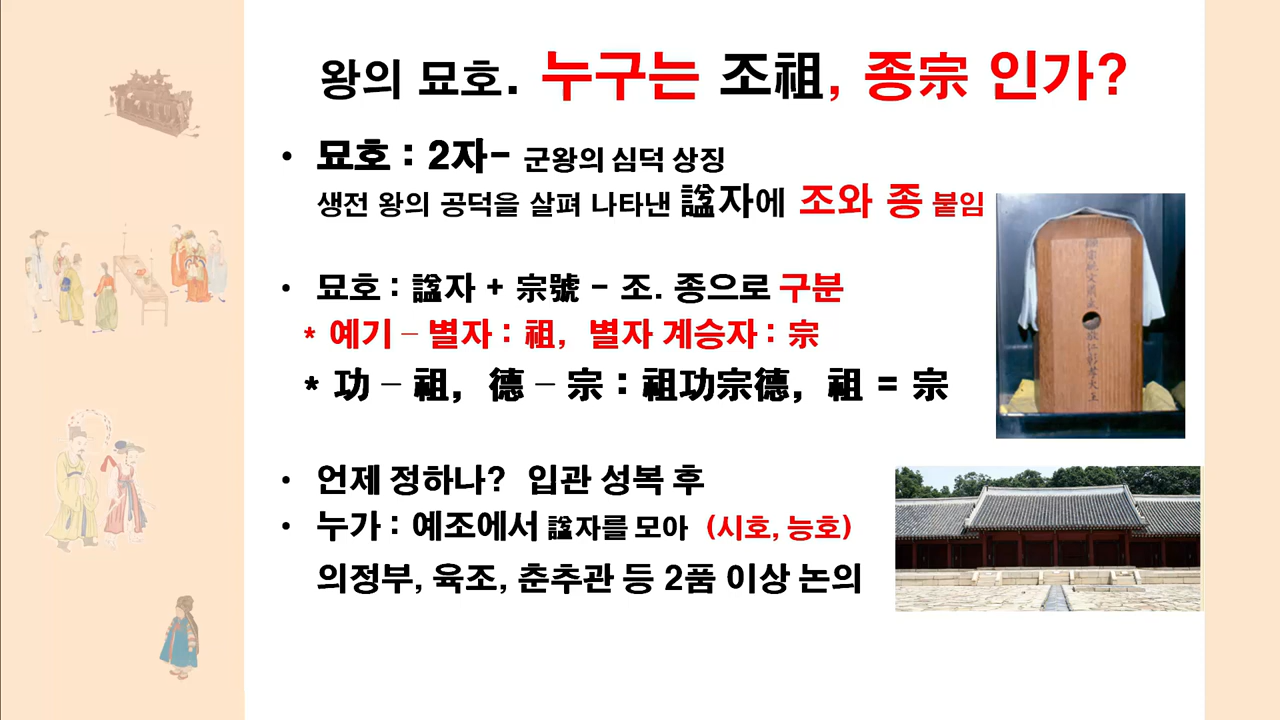 왕의 묘호. 누구는 조祖, 종宗 인가?
• 묘호 : 2자- 군왕의 심덕 상징
생전 왕의 공덕을 살펴 나타낸 諡자에 조와 종 붙임
• 묘호 : 諡자 + 宗號 - 조. 종으로 구분
* 예기 – 별자 : 祖, 별자 계승자 : 宗
* 功 – 祖, 德 – 宗 : 祖功宗德, 祖 = 宗
• 언제 정하나? 입관 성복 후
• 누가 : 예조에서 諡자를 모아 (시호, 능호)
의정부, 육조, 춘추관 등 2품 이상 논의